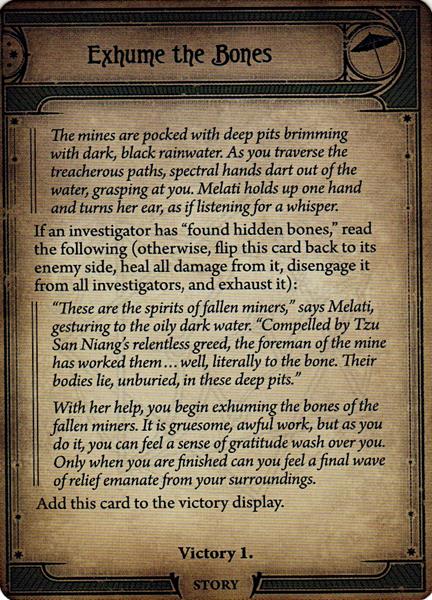 Exhume the Bones
The mines are pocked with deep pits brimming
with dark, black rainwater. As you traverse the
treacherous paths, spectral hands dart out of the
water, grasping at you. Melati holds up one hand
and turns her ear, as if listening for a whisper.
If an investigator has “found hidden bones,” read
the following (otherwise, flip this card back to its
enemy side, heal all damage from it, disengage it
from all investigators, and exhaust it):
“These are the spirits of fallen miners,” says Melati,
gesturing to the oily dark water. “Compelled by Tzu
San Niang’s relentless greed, the foreman of the mine
has worked them…well, literally to the bone. Their
bodies lie, unburied, in these deep pits.”
With her help, you begin exhuming the bones of the
fallen miners. It is gruesome, awful work, but as you
do it, you can feel a sense of gratitude wash over you.
Only when you are finished can you feel a final wave
of relief emanate from your surroundings.
Add this card to the victory display.
Victory 1.
STORY